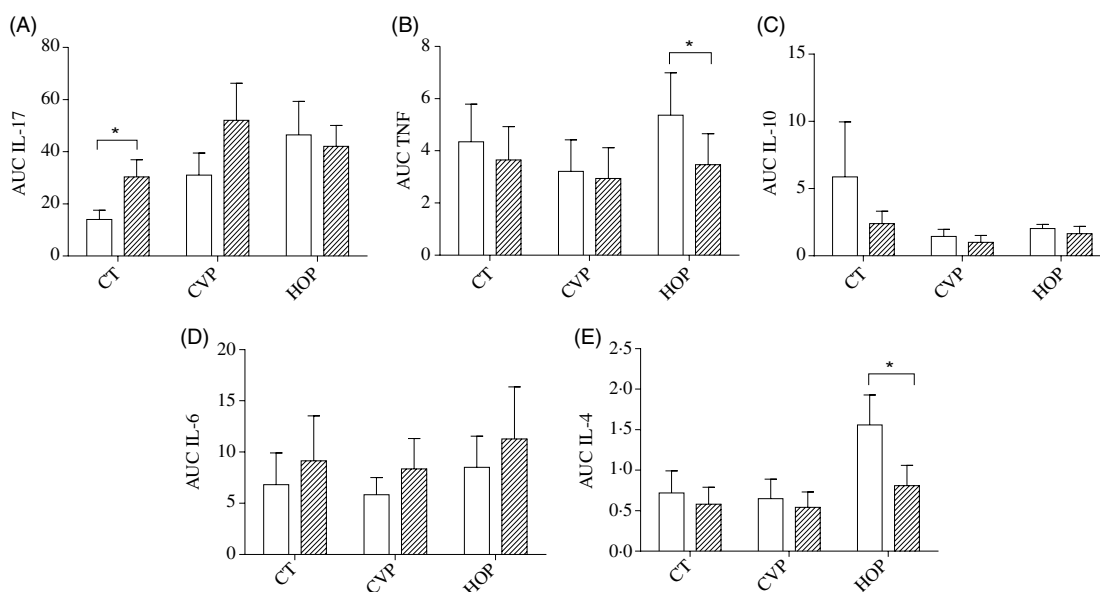 (A)
80
60
40
20
0
AUC IL-17
*
CT
CVP
HOP
(B)
8
6
4
2
0
AUC TNF
*
CT
CVP
HOP
(C)
15
10
5
0
AUC IL-10
CT
CVP
HOP
(D)
20
15
10
5
0
AUC IL-6
CT
CVP
HOP
(E)
2·5
2·0
1·5
1·0
0·5
0·0
AUC IL-4
*
CT
CVP
HOP